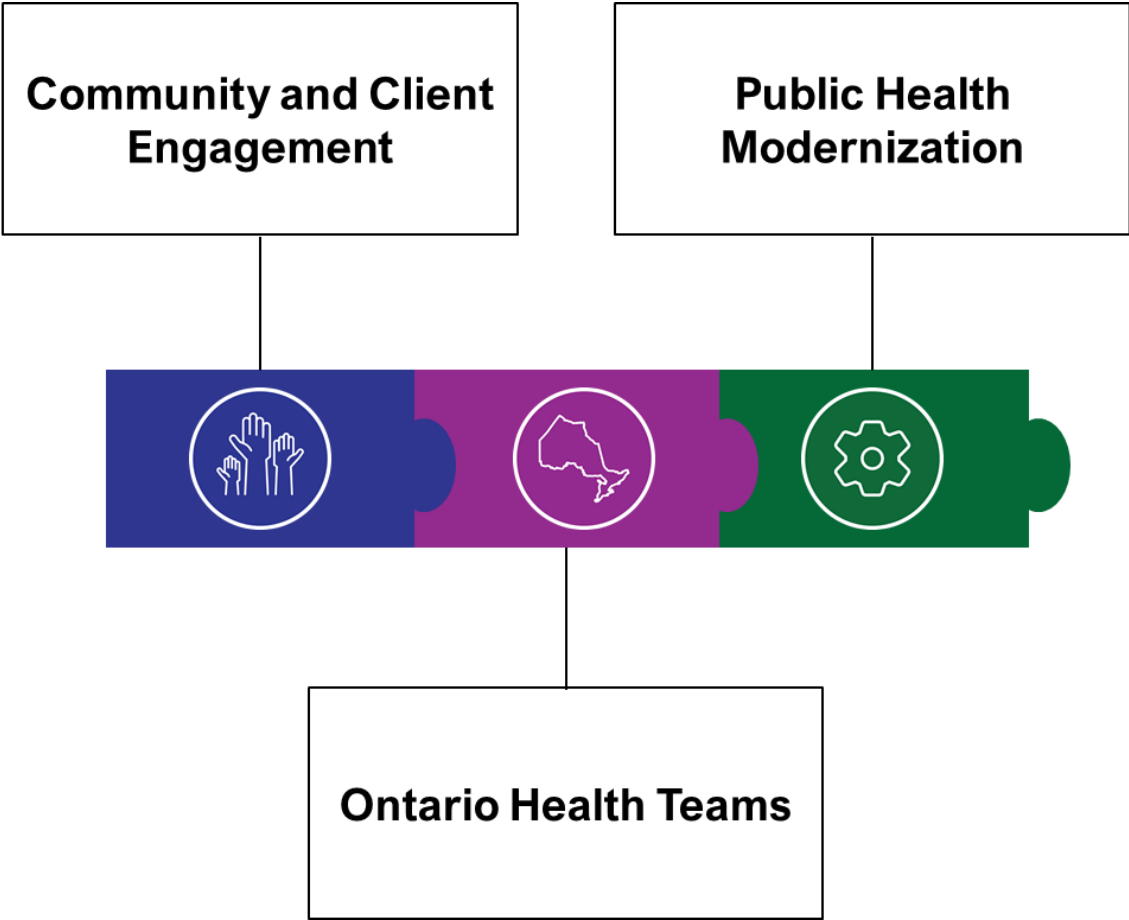 Community and Client
Engagement
Public Health
Modernization
Ontario Health Teams